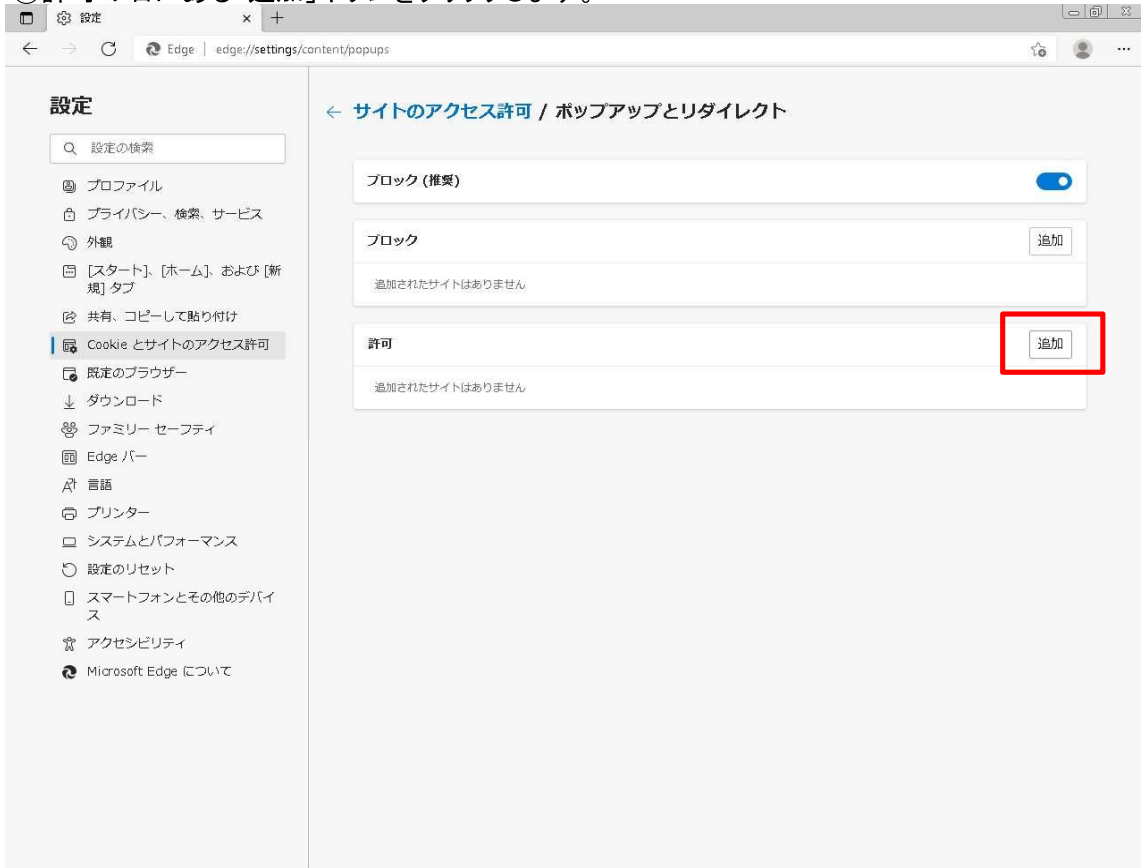 設定
Edge | edge://settings/content/popups
設定
設定の検索
プロファイル
プライバシー、検索、サービス
外観
[スタート]、[ホーム]、および [新
規] タブ
共有、コピーして貼り付け
Cookie とサイトのアクセス許可
既定のブラウザー
ダウンロード
ファミリー セーフティ
Edge バー
言語
プリンター
システムとパフォーマンス
設定のリセット
スマートフォンとその他のデバイ
ス
アクセシビリティ
Microsoft Edge について
サイトのアクセス許可 / ポップアップとリダイレクト
ブロック (推奨)
ブロック
追加
追加されたサイトはありません
許可
追加
追加されたサイトはありません